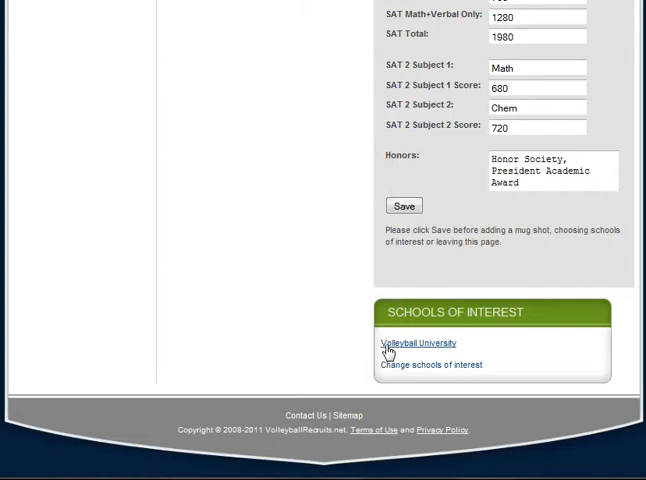 SAT Math+Verbal Only: 1280
SAT Total: 1980
SAT 2 Subject 1: Math
SAT 2 Subject 1 Score: 680
SAT 2 Subject 2: Chem
SAT 2 Subject 2 Score: 720
Honors: Honor Society,
President Academic
Award
Save
Please click Save before adding a mug shot, choosing schools
of interest or leaving this page.
SCHOOLS OF INTEREST
Volleyball University
Change schools of interest
Contact Us | Sitemap
Copyright © 2008-2011 VolleyballRecruits.net. Terms of Use and Privacy Policy.